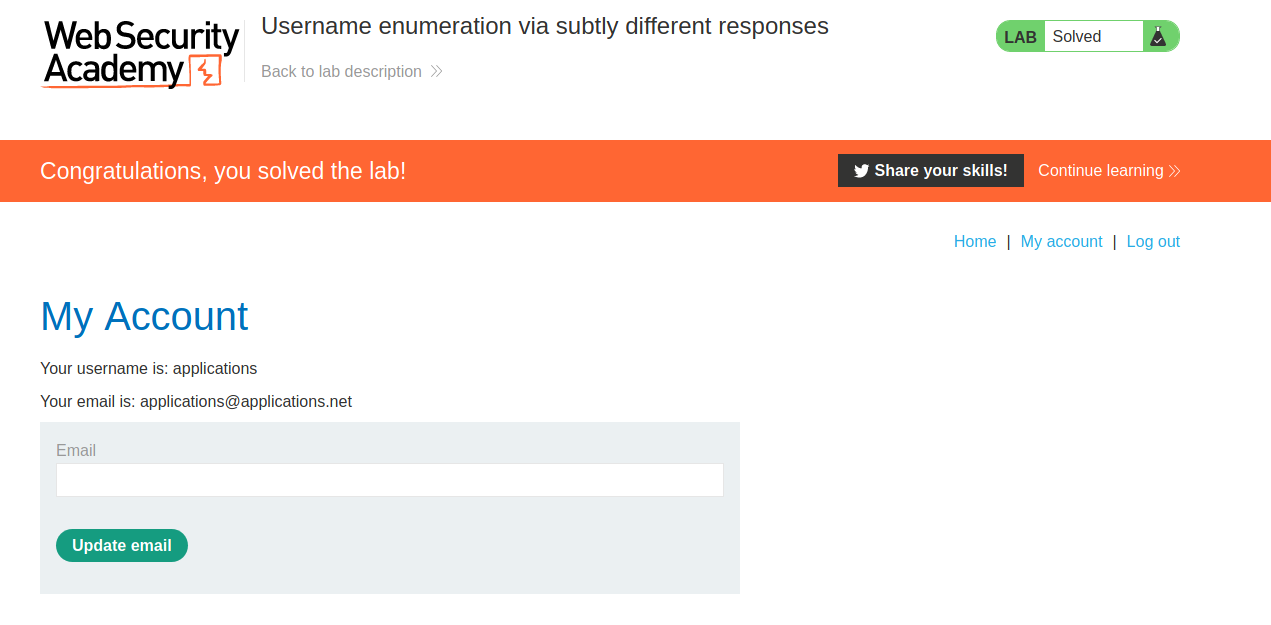 Web Security
Academy
Username enumeration via subtly different responses
Back to lab description
LAB Solved
Congratulations, you solved the lab!
Share your skills!
Continue learning
Home | My account | Log out
My Account
Your username is: applications
Your email is: applications@applications.net
Email
Update email